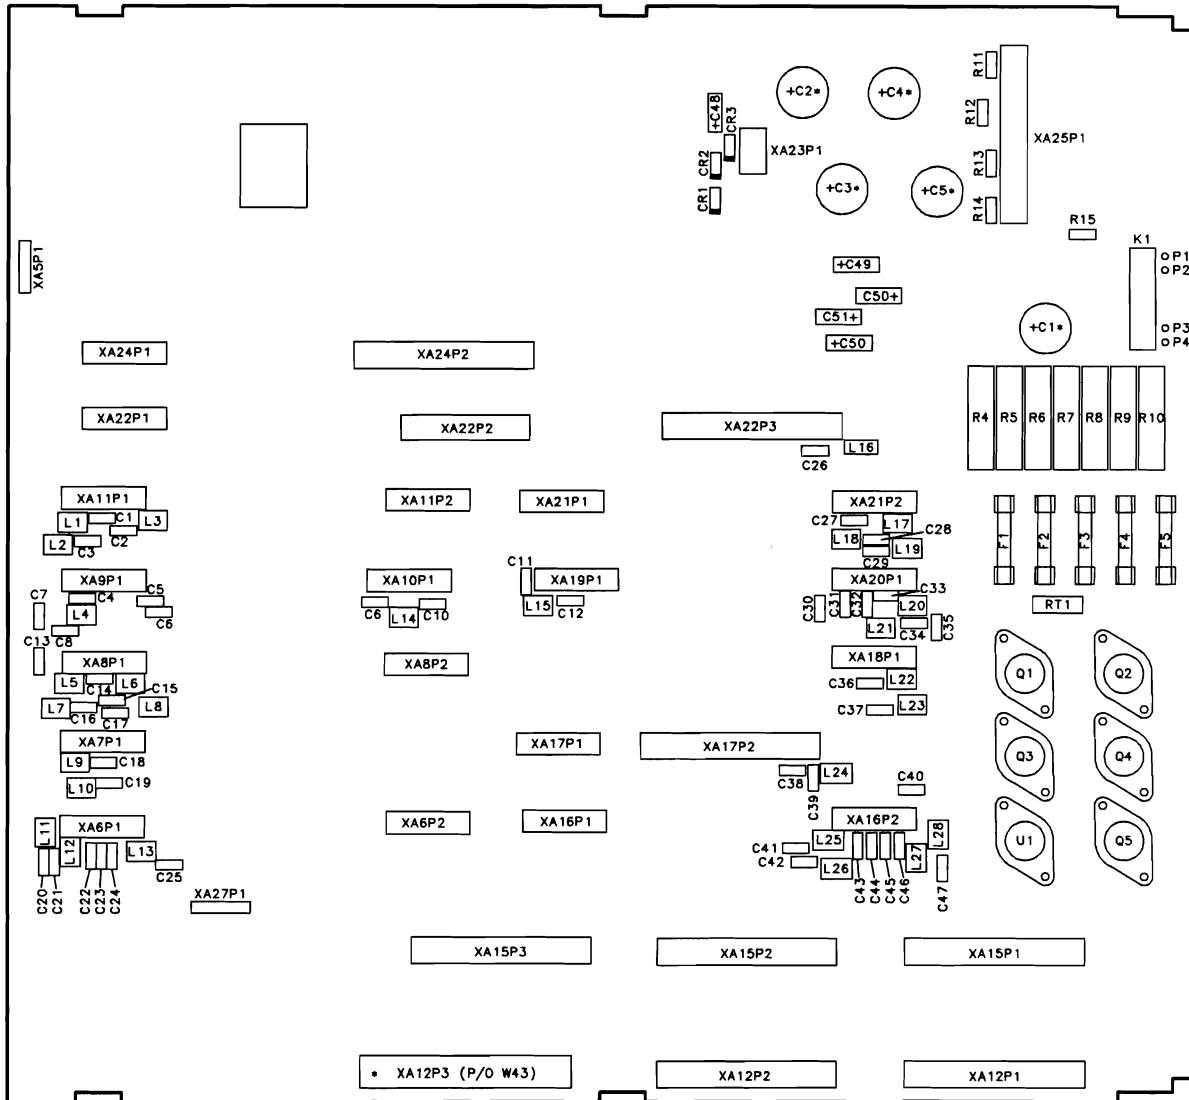 +C2*
+C4*
R11
+C48
CR3
R12
XA23P1
XA25P1
CR2
R13
+C3*
+C5*
CR1
R14
R15
K1
XA5P1
+C49
P1
P2
C50+
C51+
+C1*
P3
+C50
P4
XA24P1
XA24P2
XA22P1
XA22P2
XA22P3
R4
R5
R6
R7
R8
R9
R10
L16
C26
XA11P1
XA11P2
XA21P1
XA21P2
L1
C1
L3
C27
L17
C2
C28
L2
C3
L18
L19
C29
F1
F2
F3
F4
F5
XA9P1
XA10P1
C11
XA19P1
XA20P1
C4
C5
C33
C7
L4
C6
C6
L14
C10
L15
C12
C30
C31
C32
L20
RT1
C8
L21
C34
C35
C13
XA8P1
XA8P2
XA18P1
L5
C14
L6
C15
C36
L22
Q1
Q2
L7
C16
C17
L8
C37
L23
XA7P1
XA17P1
XA17P2
L9
C18
C38
L24
Q3
Q4
L10
C19
C39
C40
L11
XA6P1
XA6P2
XA16P1
XA16P2
L12
L13
C25
C41
L25
L28
U1
Q5
C42
L26
L27
C20
C21
C22
C23
C24
XA27P1
C43
C44
C45
C46
C47
XA15P3
XA15P2
XA15P1
* XA12P3 (P/O W43)
XA12P2
XA12P1